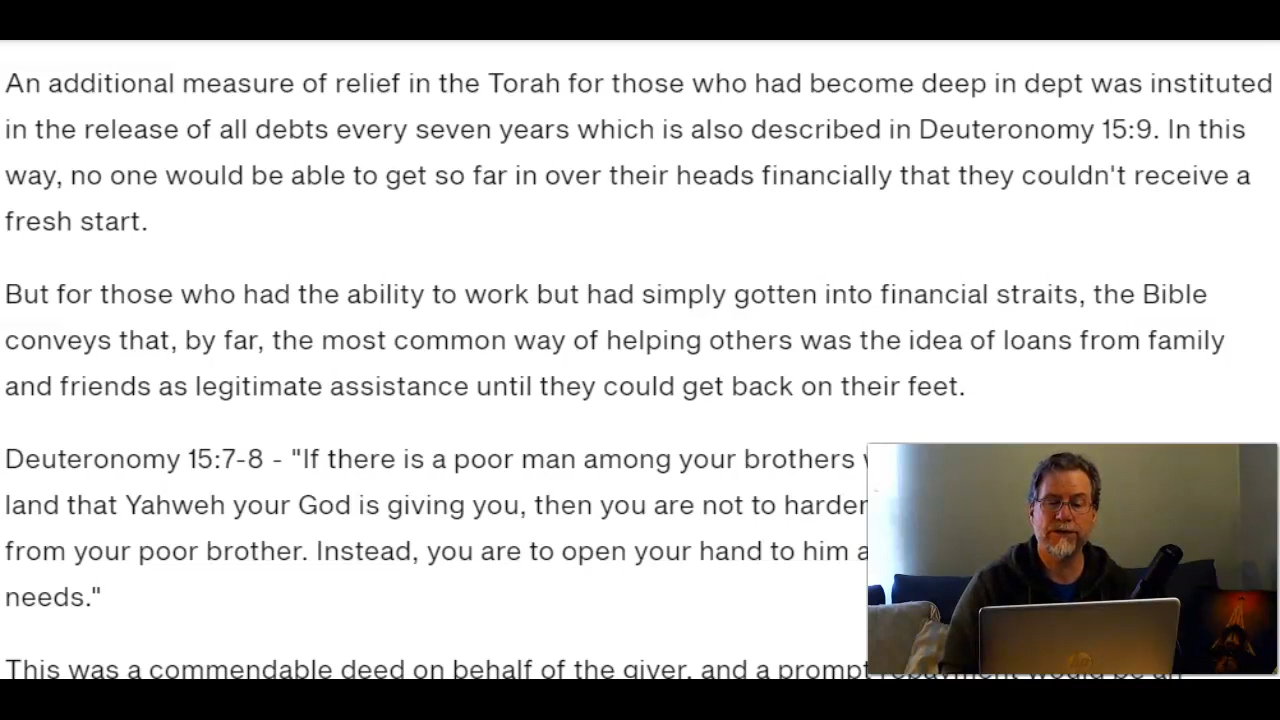 An additional measure of relief in the Torah for those who had become deep in dept was instituted
in the release of all debts every seven years which is also described in Deuteronomy 15:9. In this
way, no one would be able to get so far in over their heads financially that they couldn't receive a
fresh start.
But for those who had the ability to work but had simply gotten into financial straits, the Bible
conveys that, by far, the most common way of helping others was the idea of loans from family
and friends as legitimate assistance until they could get back on their feet.
Deuteronomy 15:7-8 - "If there is a poor man among your brothers
land that Yahweh your God is giving you, then you are not to harden
from your poor brother. Instead, you are to open your hand to him
needs."
This was a commendable deed on behalf of the giver, and a prompt repayment would be an